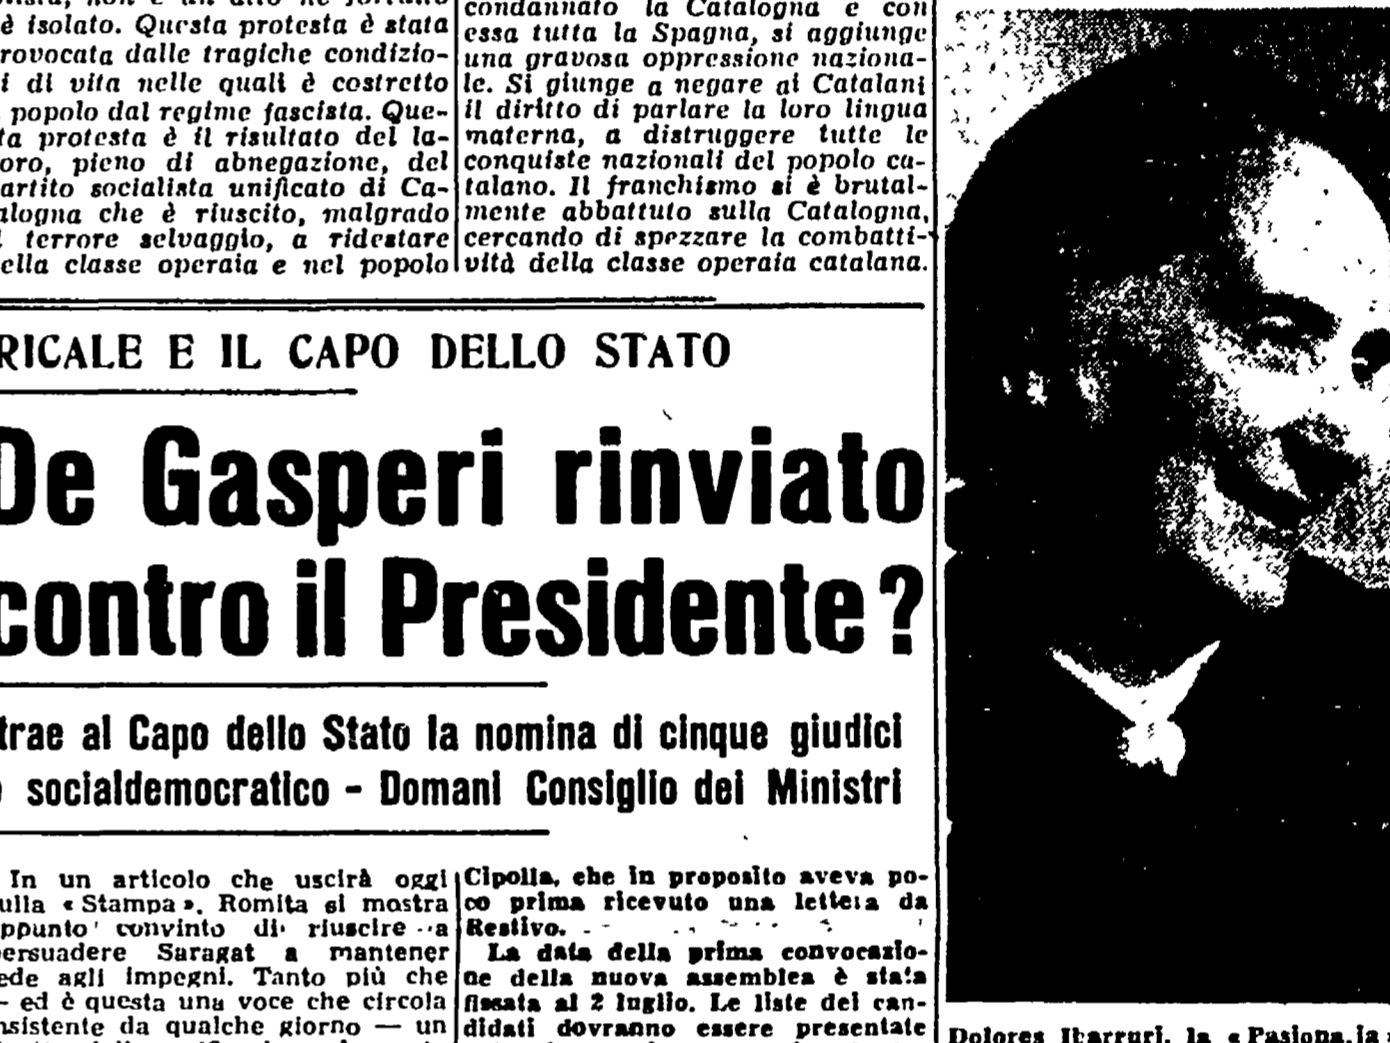 è isolato. Questa protesta è stata
rovocata dalle tragiche condizio-
i di vita nelle quali è costretto
popolo dal regime fascista. Que-
ta protesta è il risultato del la-
oro, pieno di abnegazione, del
artito socialista unificato di Ca-
alogna che è riuscito, malgrado
l terrore selvaggio, a ridestare
ella classe operaia e nel popolo
condannato la Catalogna e con
essa tutta la Spagna, si aggiunge
una gravosa oppressione naziona-
le. Si giunge a negare ai Catalani
il diritto di parlare la loro lingua
materna, a distruggere tutte le
conquiste nazionali del popolo ca-
talano. Il franchismo si è brutal-
mente abbattuto sulla Catalogna,
cercando di spezzare la combatti-
vità della classe operaia catalana.
RICALE E IL CAPO DELLO STATO
De Gasperi rinviato
contro il Presidente?
trae al Capo dello Stato la nomina di cinque giudici
o socialdemocratico - Domani Consiglio dei Ministri
In un articolo che uscirà oggi
ulla « Stampa », Romita si mostra
ppunto convinto di riuscire a
ersuadere Saragat a mantener
ede agli impegni. Tanto più che
- ed è questa una voce che circola
nsistente da qualche giorno — un
Cipolla, che in proposito aveva po-
co prima ricevuto una lettera da
Restivo.
La data della prima convocazio-
ne della nuova assemblea è stata
fissata al 2 luglio. Le liste dei can-
didati dovranno essere presentate
Dolores Ibarruri, la « Pasionaria »